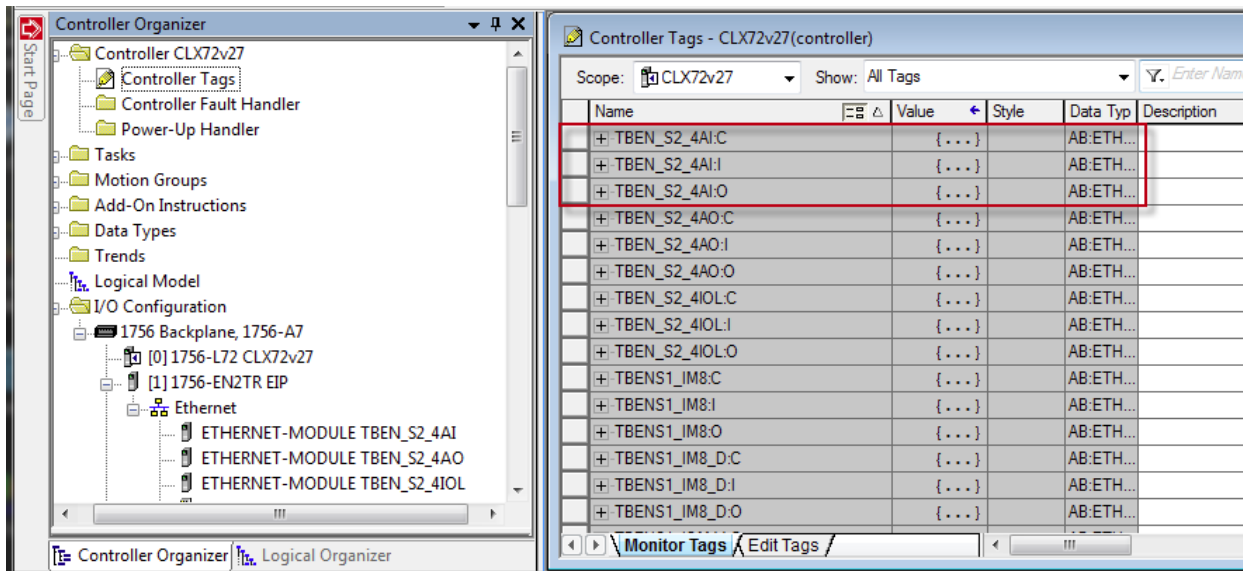 Start Page
Controller Organizer
Controller CLX72v27
Controller Tags
Controller Fault Handler
Power-Up Handler
Tasks
Motion Groups
Add-On Instructions
Data Types
Trends
Logical Model
I/O Configuration
1756 Backplane, 1756-A7
[0] 1756-L72 CLX72v27
[1] 1756-EN2TR EIP
Ethernet
ETHERNET-MODULE TBEN_S2_4AI
ETHERNET-MODULE TBEN_S2_4AO
ETHERNET-MODULE TBEN_S2_4IOL
Controller Organizer Logical Organizer
Controller Tags - CLX72v27(controller)
Scope: CLX72v27 Show: All Tags Enter Nam
Name Value Style Data Typ Description
TBEN_S2_4AI:C {...} AB:ETH...
TBEN_S2_4AI:I {...} AB:ETH...
TBEN_S2_4AI:O {...} AB:ETH...
TBEN_S2_4AO:C {...} AB:ETH...
TBEN_S2_4AO:I {...} AB:ETH...
TBEN_S2_4AO:O {...} AB:ETH...
TBEN_S2_4IOL:C {...} AB:ETH...
TBEN_S2_4IOL:I {...} AB:ETH...
TBEN_S2_4IOL:O {...} AB:ETH...
TBENS1_IM8:C {...} AB:ETH...
TBENS1_IM8:I {...} AB:ETH...
TBENS1_IM8:O {...} AB:ETH...
TBENS1_IM8_D:C {...} AB:ETH...
TBENS1_IM8_D:I {...} AB:ETH...
TBENS1_IM8_D:O {...} AB:ETH...
Monitor Tags Edit Tags